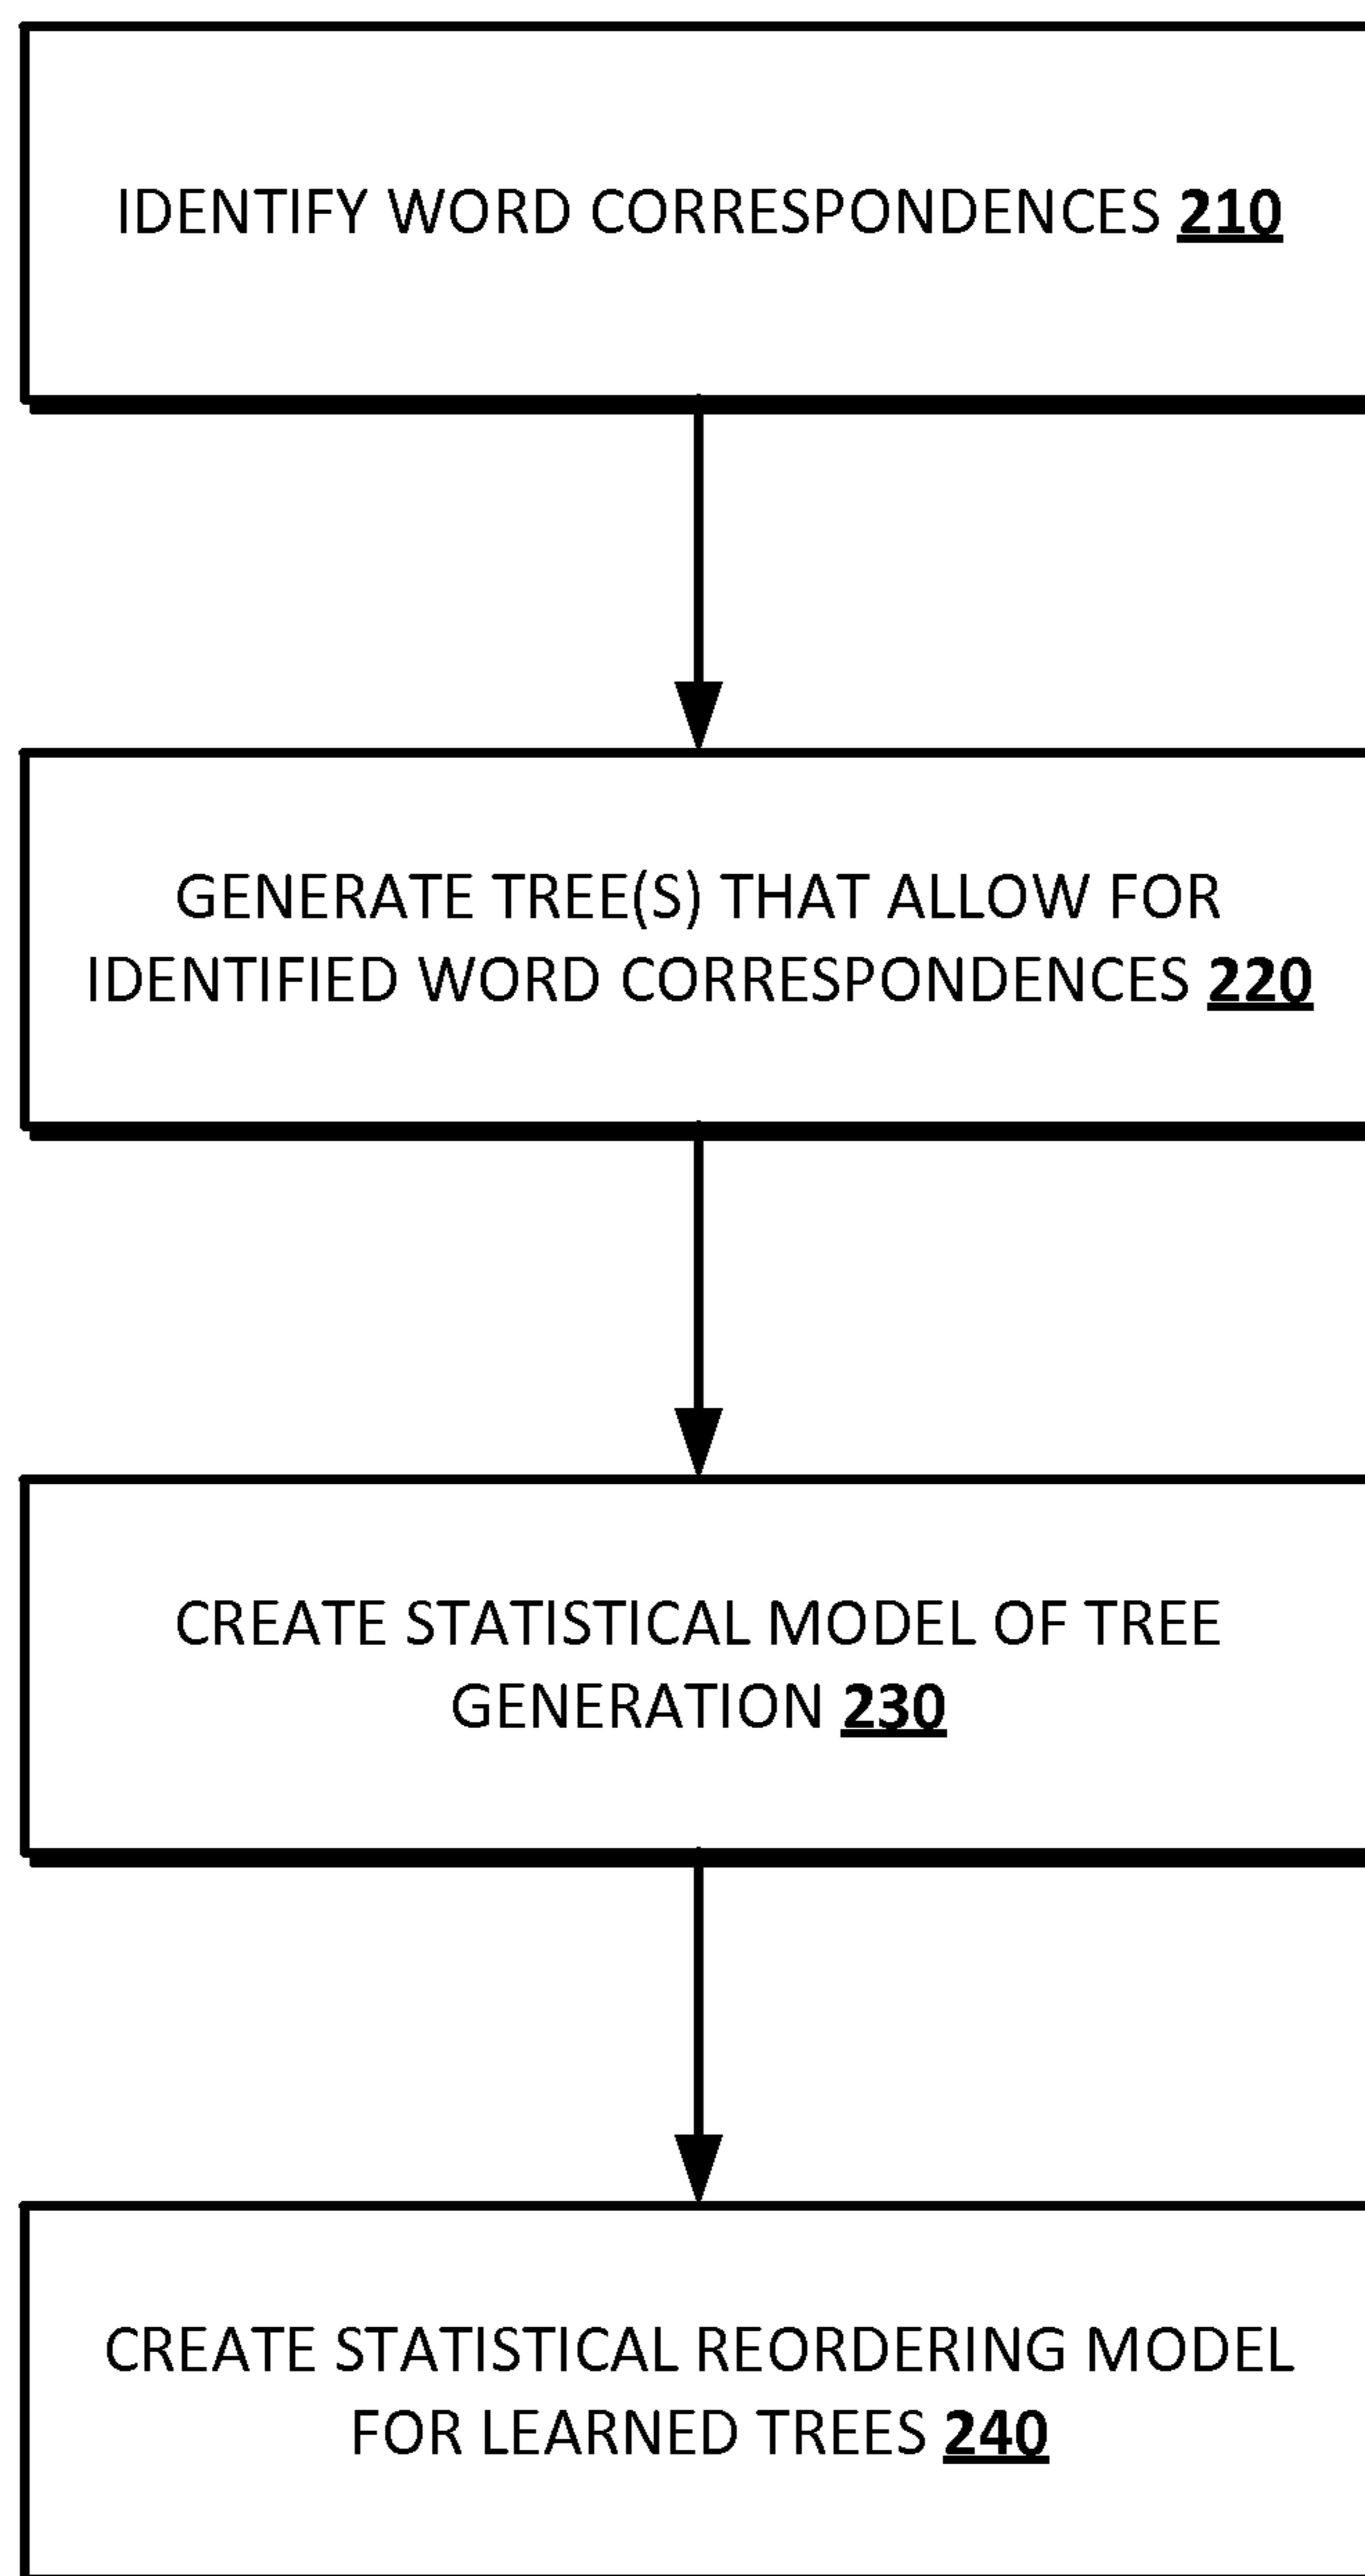 IDENTIFY WORD CORRESPONDENCES 210
GENERATE TREE(S) THAT ALLOW FOR
IDENTIFIED WORD CORRESPONDENCES 220
CREATE STATISTICAL MODEL OF TREE
GENERATION 230
CREATE STATISTICAL REORDERING MODEL
FOR LEARNED TREES 240